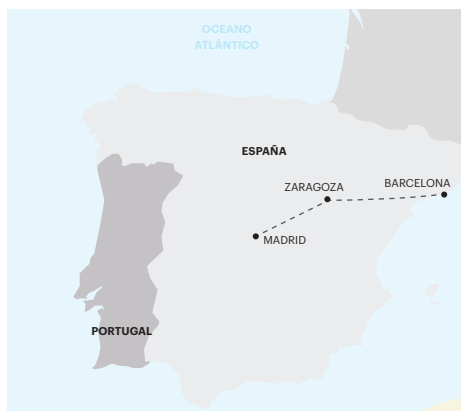 OCEANO
ATLÁNTICO
ESPAÑA
ZARAGOZA
BARCELONA
MADRID
PORTUGAL